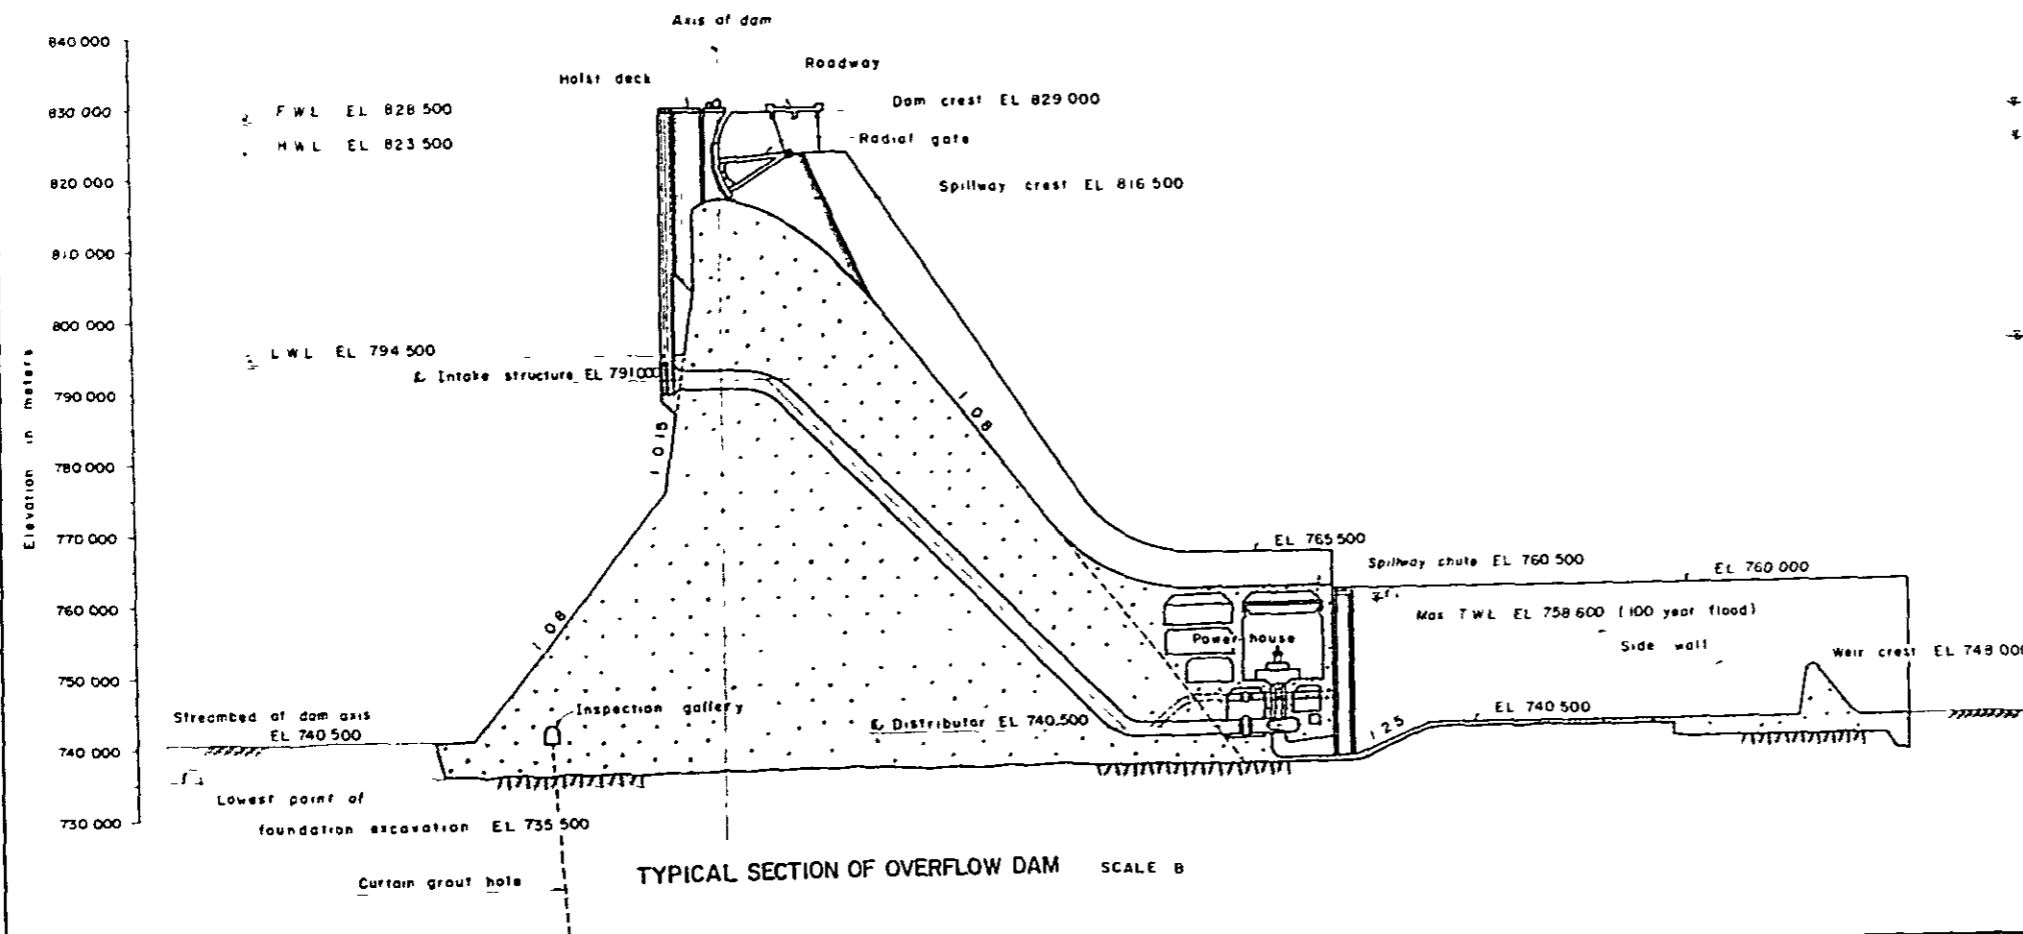 Axis of dam
840 000
Hoist deck
Roadway
F W L EL 828 500
Dam crest EL 829 000
830 000
H W L EL 823 500
Radial gate
820 000
Spillway crest EL 816 500
810 000
800 000
L W L EL 794 500
℄ Intake structure EL 791 000
790 000
1 0 8
1 0 15
780 000
Elevation in meters
770 000
EL 765 500
Spillway chute EL 760 500
EL 760 000
760 000
Max T W L EL 758 600 (100 year flood)
1 0 8
Power house
Side wall
Weir crest EL 748 000
750 000
Streambed at dam axis
EL 740 500
Inspection gallery
℄ Distributor EL 740.500
EL 740 500
1 2 5
740 000
Lowest point of
foundation excavation EL 735 500
730 000
TYPICAL SECTION OF OVERFLOW DAM SCALE B
Curtain grout hole